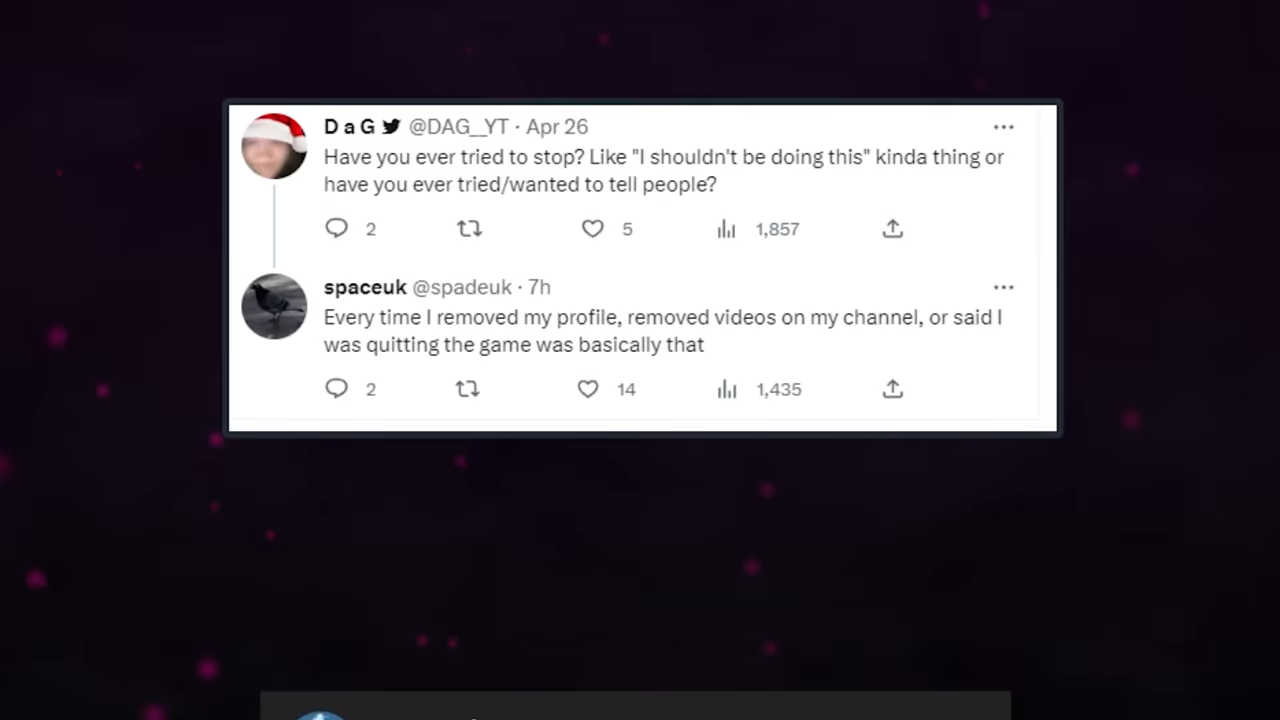 D a G @DAG__YT · Apr 26
Have you ever tried to stop? Like "I shouldn't be doing this" kinda thing or
have you ever tried/wanted to tell people?
2 5 1,857
spaceuk @spadeuk · 7h
Every time I removed my profile, removed videos on my channel, or said I
was quitting the game was basically that
2 14 1,435